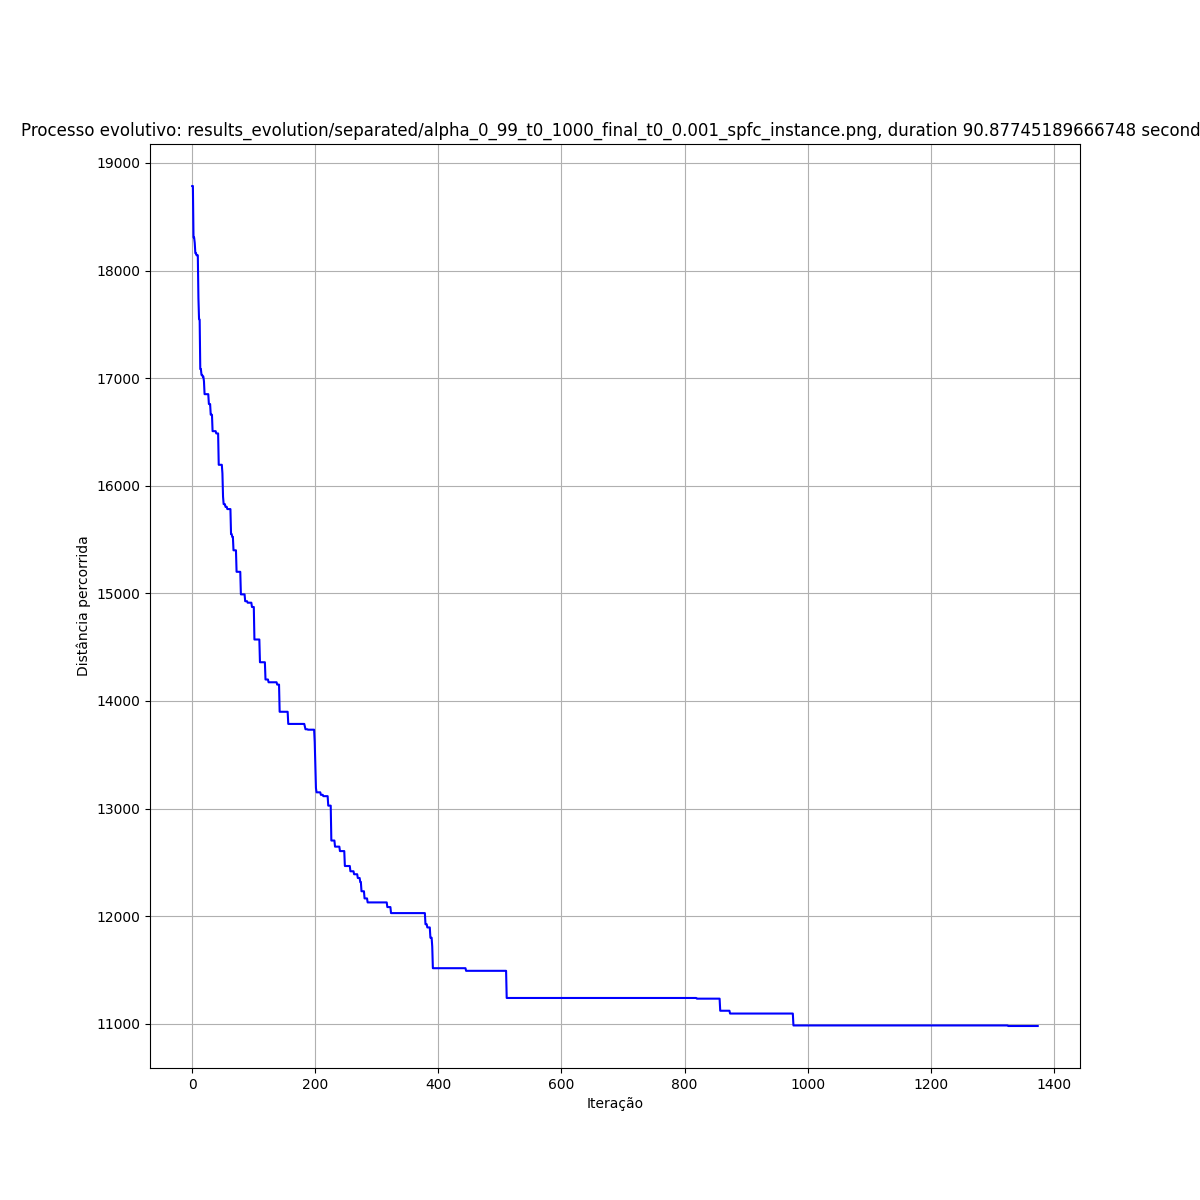 Processo evolutivo: results_evolution/separated/alpha_0_99_t0_1000_final_t0_0.001_spfc_instance.png, duration 90.87745189666748 second
19000
18000
17000
16000
15000
14000
13000
12000
11000
Distância percorrida
0 200 400 600 800 1000 1200 1400
Iteração